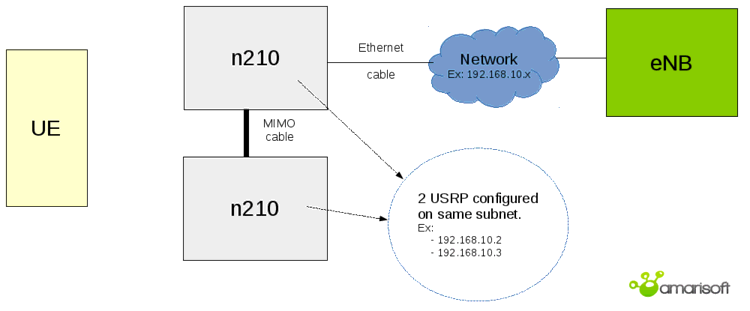 UE
n210
Ethernet
cable
Network
Ex: 192.168.10.x
eNB
MIMO
cable
n210
2 USRP configured
on same subnet.
Ex:
- 192.168.10.2
- 192.168.10.3
amarisoft